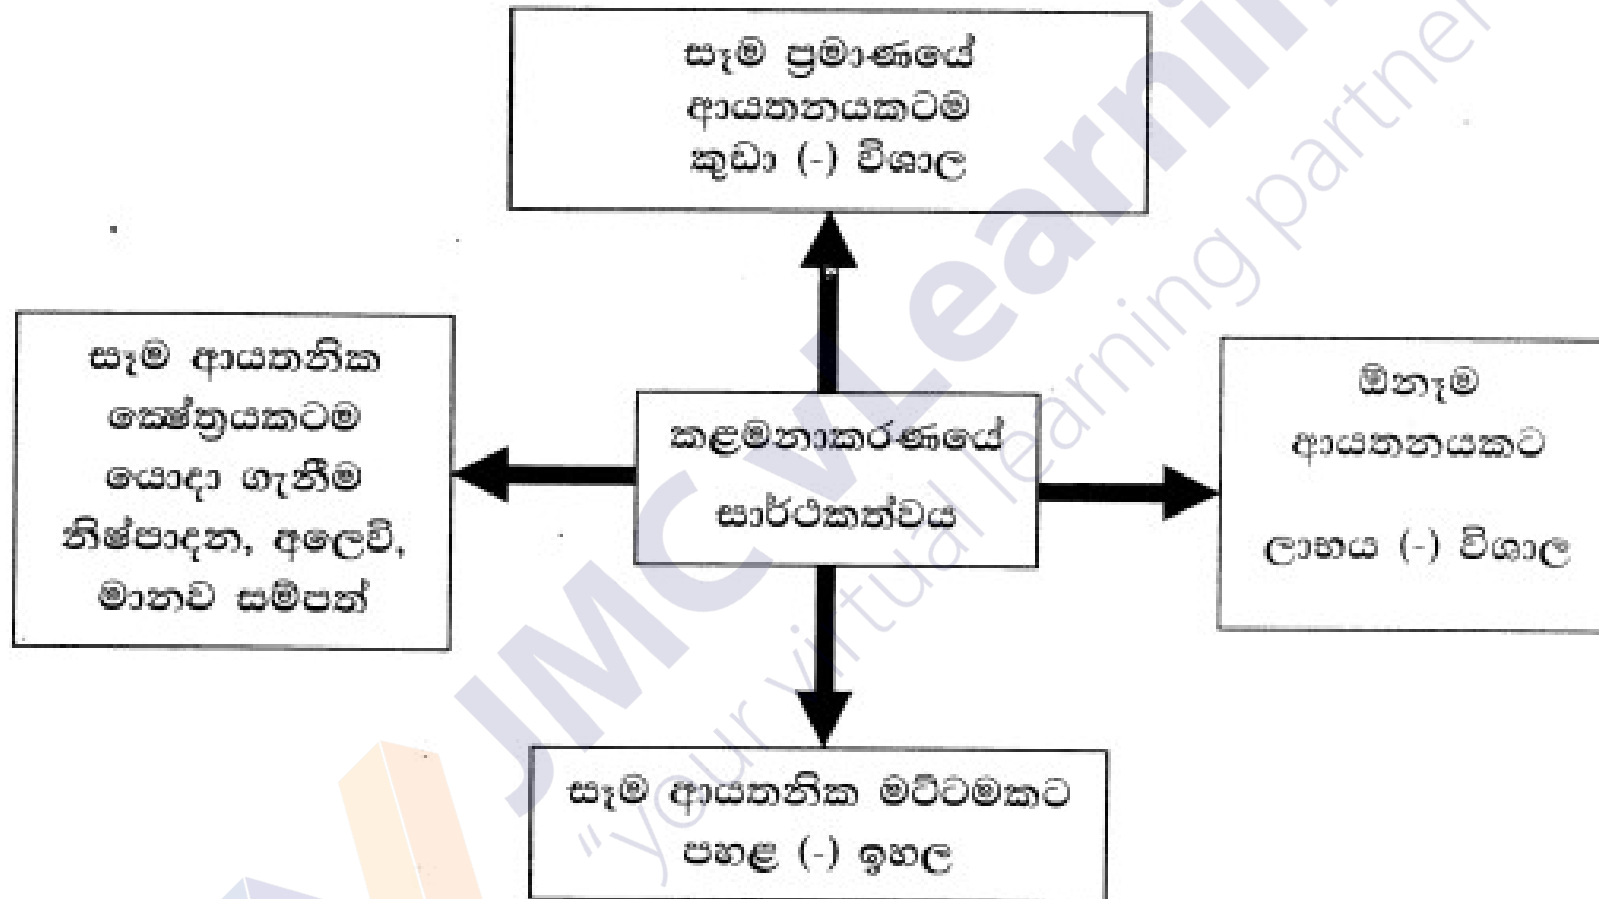 සෑම ප්‍රමාණයේ
ආයතනයකටම
කුඩා (-) විශාල
සෑම ආයතනික
ක්‍ෂේත්‍රයකටම
යොදා ගැනීම
නිෂ්පාදන, අලෙවි,
මානව සම්පත්
කළමනාකරණයේ
සාර්ථකත්වය
ඕනෑම
ආයතනයකට
ලාභය (-) විශාල
සෑම ආයතනික මට්ටමකට
පහළ (-) ඉහල
JMC vLearnin
"your virtual learning partner